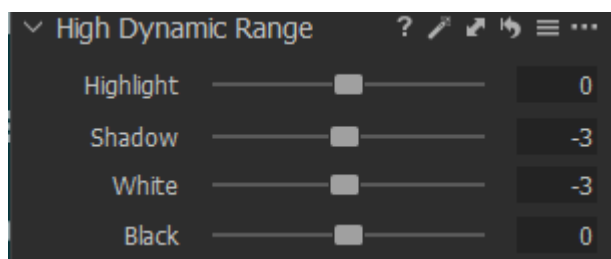 High Dynamic Range ?
Highlight 0
Shadow -3
White -3
Black 0